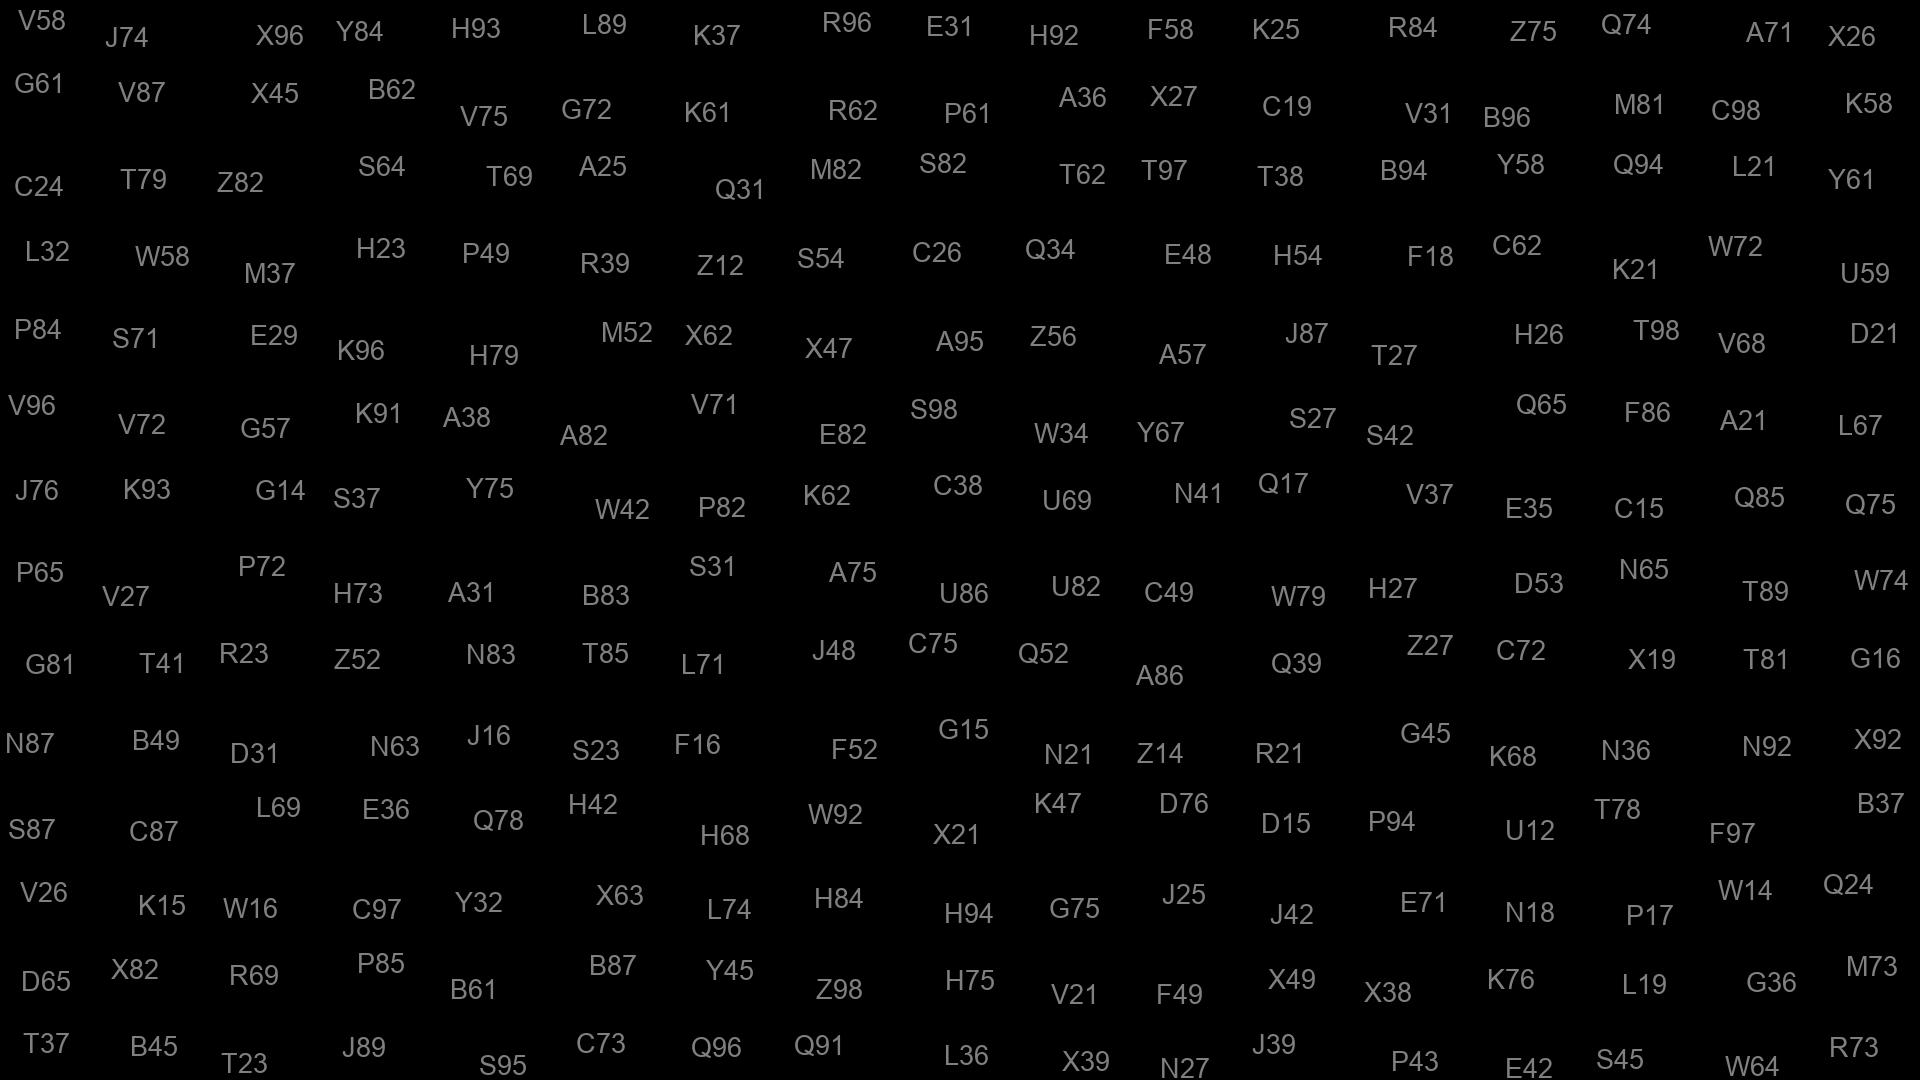 V58 J74 X96 Y84 H93 L89 K37 R96 E31 H92 F58 K25 R84 Z75 Q74 A71 X26
G61 V87 X45 B62 V75 G72 K61 R62 P61 A36 X27 C19 V31 B96 M81 C98 K58
C24 T79 Z82 S64 T69 A25 Q31 M82 S82 T62 T97 T38 B94 Y58 Q94 L21 Y61
L32 W58 M37 H23 P49 R39 Z12 S54 C26 Q34 E48 H54 F18 C62 K21 W72 U59
P84 S71 E29 K96 H79 M52 X62 X47 A95 Z56 A57 J87 T27 H26 T98 V68 D21
V96 V72 G57 K91 A38 A82 V71 E82 S98 W34 Y67 S27 S42 Q65 F86 A21 L67
J76 K93 G14 S37 Y75 W42 P82 K62 C38 U69 N41 Q17 V37 E35 C15 Q85 Q75
P65 V27 P72 H73 A31 B83 S31 A75 U86 U82 C49 W79 H27 D53 N65 T89 W74
G81 T41 R23 Z52 N83 T85 L71 J48 C75 Q52 A86 Q39 Z27 C72 X19 T81 G16
N87 B49 D31 N63 J16 S23 F16 F52 G15 N21 Z14 R21 G45 K68 N36 N92 X92
S87 C87 L69 E36 Q78 H42 H68 W92 X21 K47 D76 D15 P94 U12 T78 F97 B37
V26 K15 W16 C97 Y32 X63 L74 H84 H94 G75 J25 J42 E71 N18 P17 W14 Q24
D65 X82 R69 P85 B61 B87 Y45 Z98 H75 V21 F49 X49 X38 K76 L19 G36 M73
T37 B45 T23 J89 S95 C73 Q96 Q91 L36 X39 N27 J39 P43 E42 S45 W64 R73